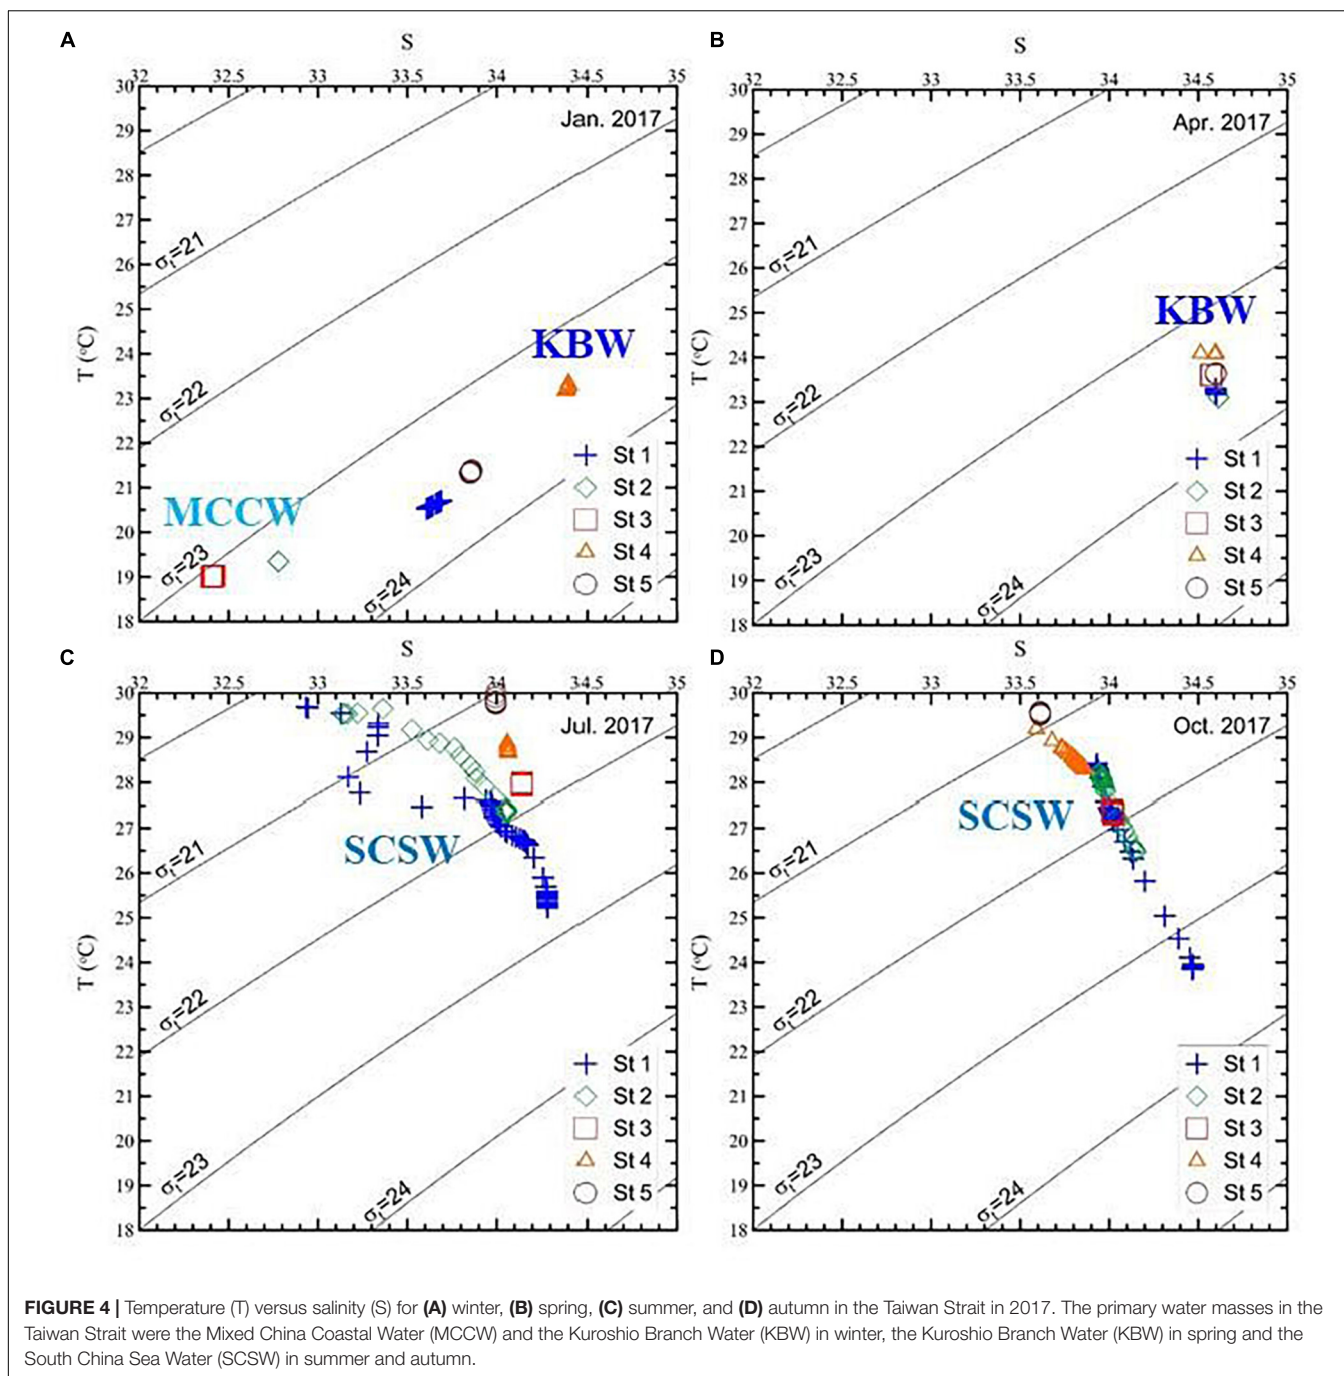 A
S
32 32.5 33 33.5 34 34.5 35
30
29
28
27
26
25
24
23
22
21
20
19
18
T (°C)
Jan. 2017
σt=21
σt=22
σt=23
σt=24
KBW
MCCW
St 1
St 2
St 3
St 4
St 5
B
S
32 32.5 33 33.5 34 34.5 35
30
29
28
27
26
25
24
23
22
21
20
19
18
T (°C)
Apr. 2017
σt=21
σt=22
σt=23
σt=24
KBW
St 1
St 2
St 3
St 4
St 5
C
S
32 32.5 33 33.5 34 34.5 35
30
29
28
27
26
25
24
23
22
21
20
19
18
T (°C)
Jul. 2017
σt=21
σt=22
σt=23
σt=24
SCSW
St 1
St 2
St 3
St 4
St 5
D
S
32 32.5 33 33.5 34 34.5 35
30
29
28
27
26
25
24
23
22
21
20
19
18
T (°C)
Oct. 2017
σt=21
σt=22
σt=23
σt=24
SCSW
St 1
St 2
St 3
St 4
St 5
FIGURE 4 | Temperature (T) versus salinity (S) for (A) winter, (B) spring, (C) summer, and (D) autumn in the Taiwan Strait in 2017. The primary water masses in the
Taiwan Strait were the Mixed China Coastal Water (MCCW) and the Kuroshio Branch Water (KBW) in winter, the Kuroshio Branch Water (KBW) in spring and the
South China Sea Water (SCSW) in summer and autumn.